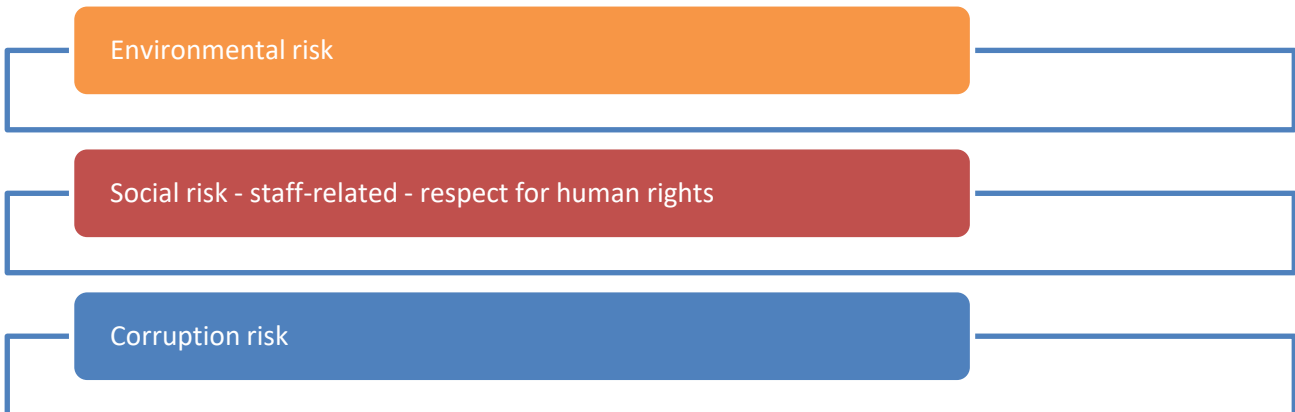 Environmental risk
Social risk - staff-related - respect for human rights
Corruption risk